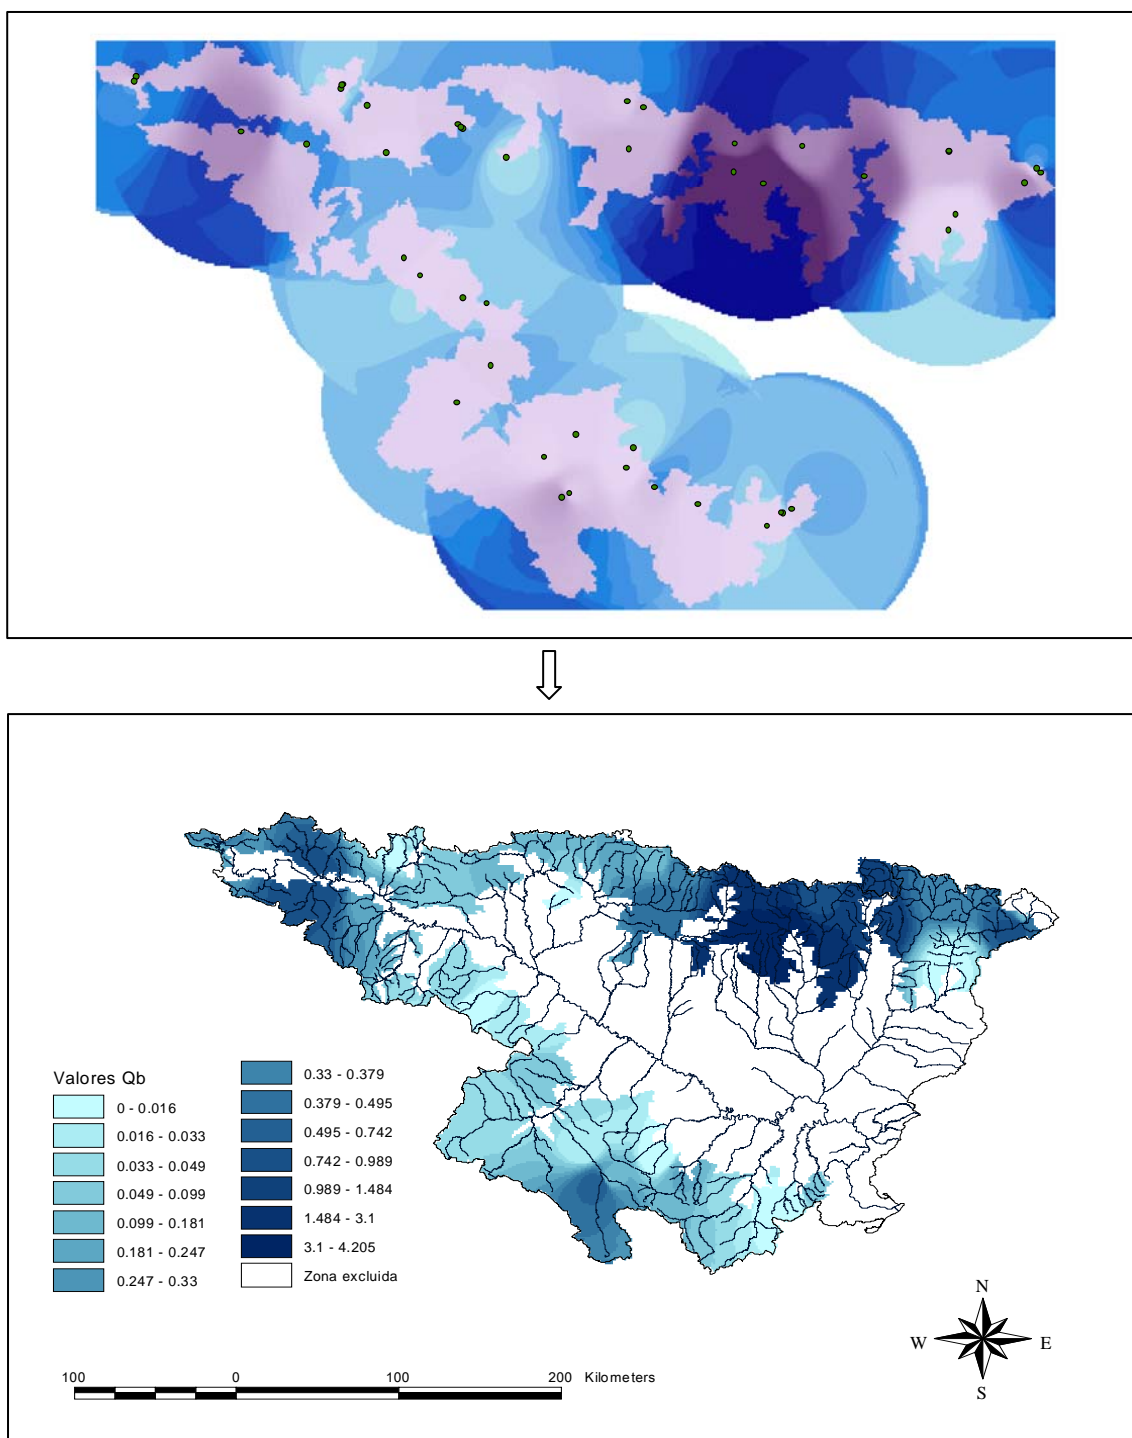 Valores Qb
0 - 0.016
0.016 - 0.033
0.033 - 0.049
0.049 - 0.099
0.099 - 0.181
0.181 - 0.247
0.247 - 0.33
0.33 - 0.379
0.379 - 0.495
0.495 - 0.742
0.742 - 0.989
0.989 - 1.484
1.484 - 3.1
3.1 - 4.205
Zona excluida
N
W
E
S
100
0
100
200
Kilometers